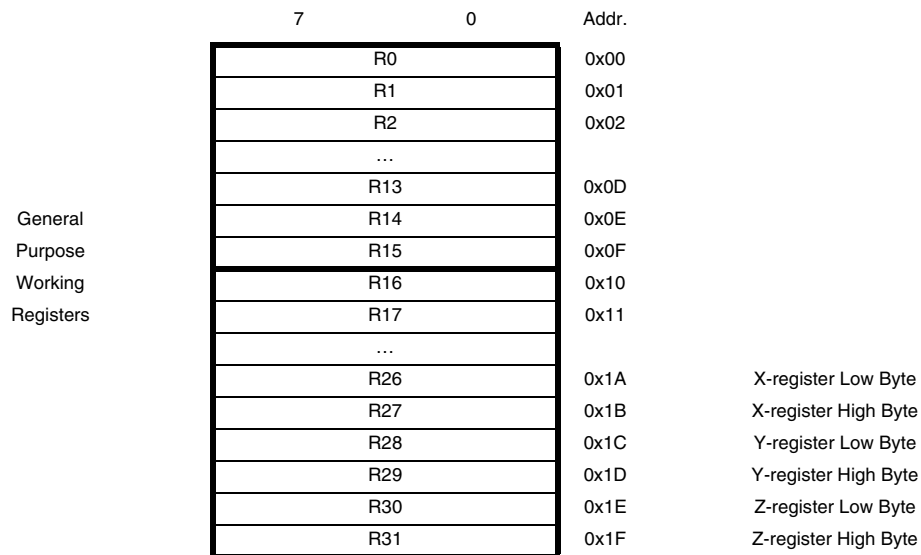 7 0 Addr.
R0 0x00
R1 0x01
R2 0x02
…
R13 0x0D
General R14 0x0E
Purpose R15 0x0F
Working R16 0x10
Registers R17 0x11
…
R26 0x1A X-register Low Byte
R27 0x1B X-register High Byte
R28 0x1C Y-register Low Byte
R29 0x1D Y-register High Byte
R30 0x1E Z-register Low Byte
R31 0x1F Z-register High Byte